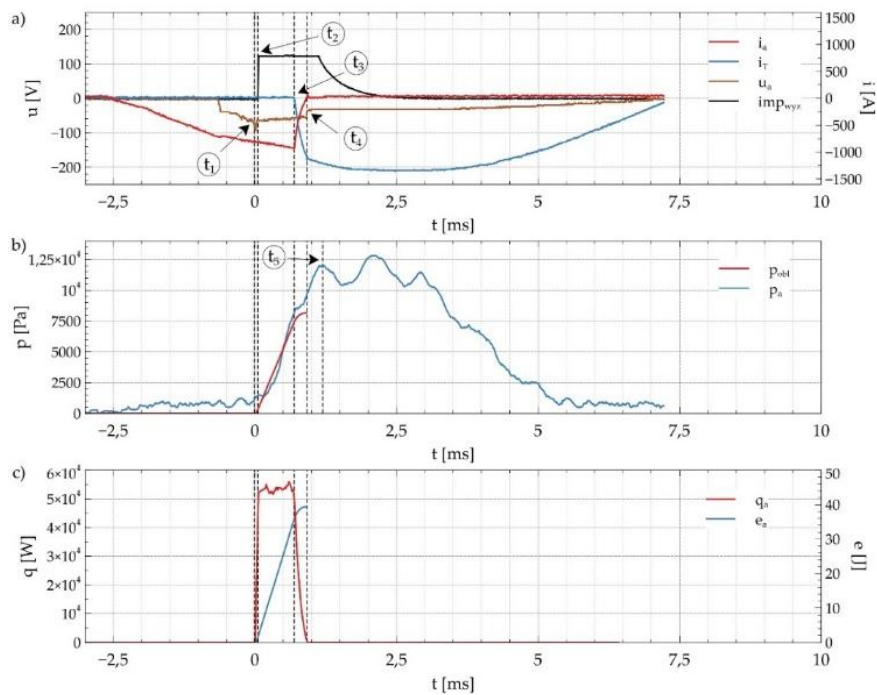 a)
200
100
0
−100
−200
u [V]
1500
1000
500
0
−500
−1000
−1500
i [A]
t₁
t₂
t₃
t₄
iₐ
i_T
uₐ
imp_wyz
−2,5 0 2,5 5 7,5 10
t [ms]
b)
1,25×10⁴
10⁴
7500
5000
2500
0
p [Pa]
t₅
p_obl
pₐ
−2,5 0 2,5 5 7,5 10
t [ms]
c)
6×10⁴
5×10⁴
4×10⁴
3×10⁴
2×10⁴
10⁴
0
q [W]
50
40
30
20
10
0
e [J]
qₐ
eₐ
−2,5 0 2,5 5 7,5 10
t [ms]